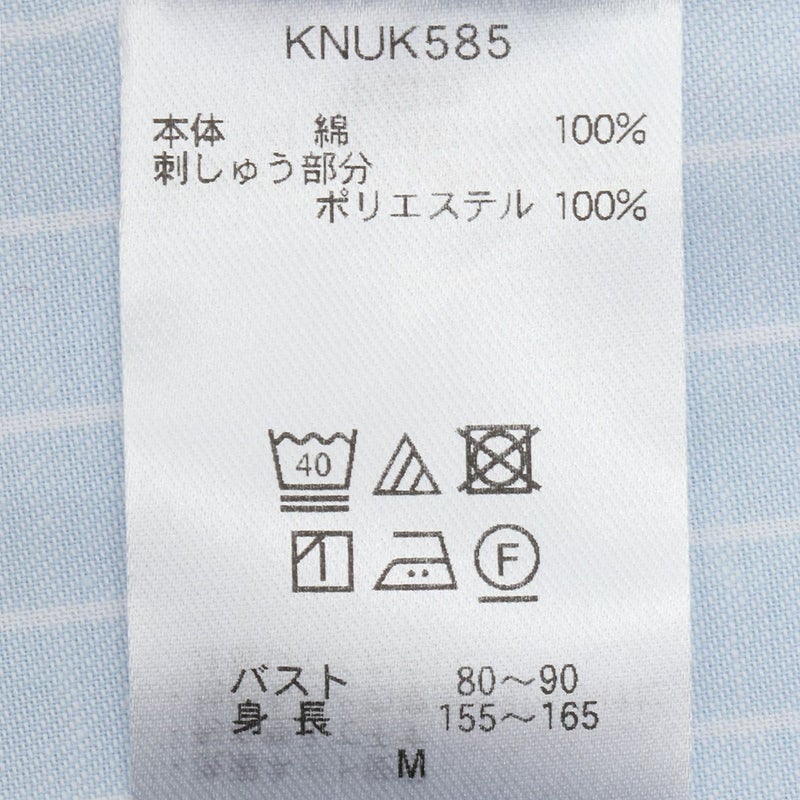 KNUK585
本体 綿 100%
刺しゅう部分
ポリエステル 100%
40
F
バスト 80～90
身長 155～165
M